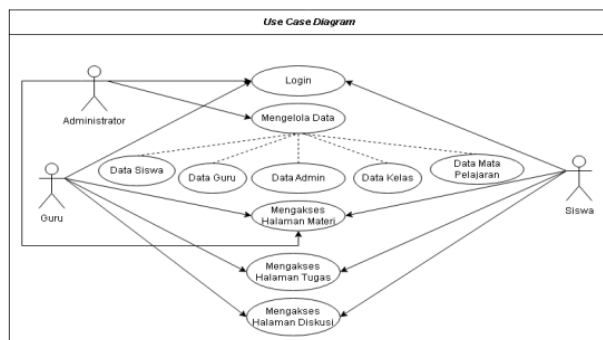 Use Case Diagram
Login
Administrator
Mengelola Data
Data Siswa
Data Guru
Data Admin
Data Kelas
Data Mata
Pelajaran
Guru
Mengakses
Halaman Materi
Siswa
Mengakses
Halaman Tugas
Mengakses
Halaman Diskusi